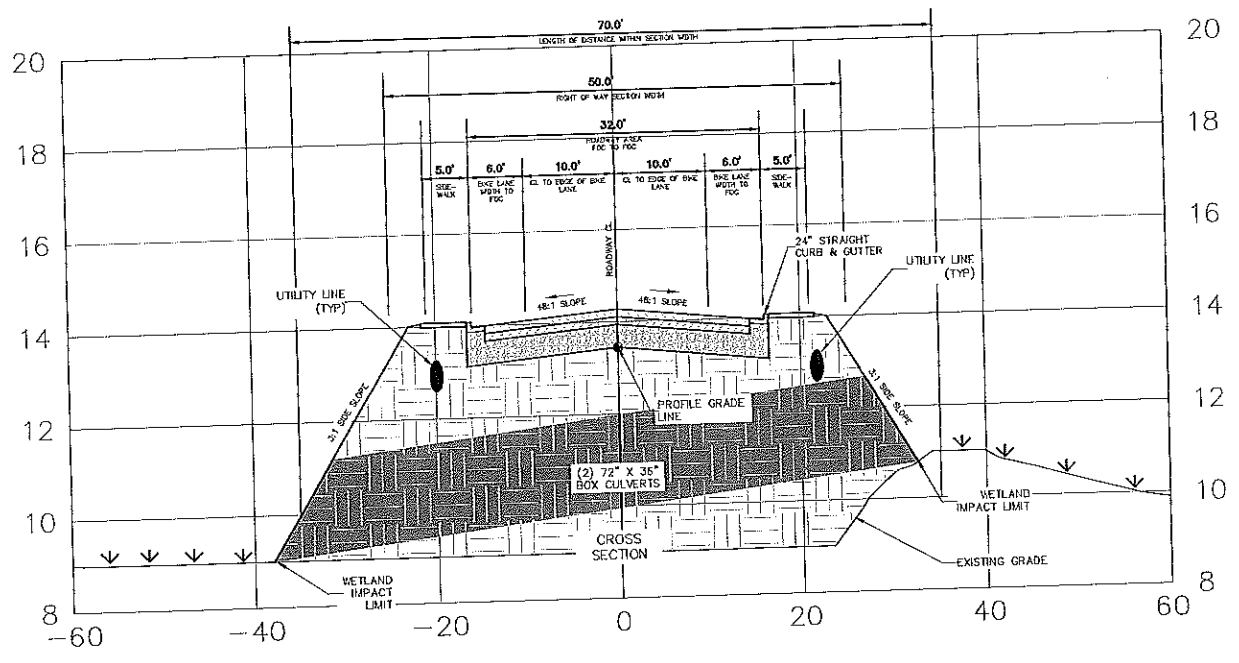 70.0'
LENGTH OF DISTANCE WITHIN SECTION WIDTH
50.0'
RIGHT OF WAY SECTION WIDTH
32.0'
ROADWAY AREA
FOC TO FOC
5.0'
SIDE-
WALK
6.0'
BIKE LANE
WIDTH TO
FOC
10.0'
CL TO EDGE OF BIKE
LANE
10.0'
CL TO EDGE OF BIKE
LANE
6.0'
BIKE LANE
WIDTH TO
FOC
5.0'
SIDE-
WALK
ROADWAY CL
24" STRAIGHT
CURB & GUTTER
UTILITY LINE
(TYP)
UTILITY LINE
(TYP)
48:1 SLOPE
48:1 SLOPE
3:1 SIDE SLOPE
3:1 SIDE SLOPE
PROFILE GRADE
LINE
(2) 72" X 36"
BOX CULVERTS
CROSS
SECTION
WETLAND
IMPACT LIMIT
EXISTING GRADE
WETLAND
IMPACT
LIMIT
20
18
16
14
12
10
8
20
18
16
14
12
10
8
-60
-40
-20
0
20
40
60